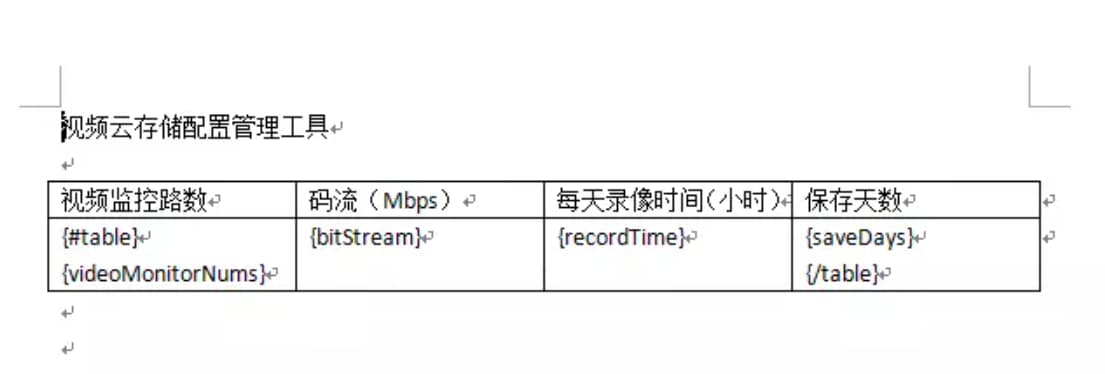 视频云存储配置管理工具
视频监控路数 码流（Mbps） 每天录像时间（小时） 保存天数
{#table} {bitStream} {recordTime} {saveDays}
{videoMonitorNums} {/table}